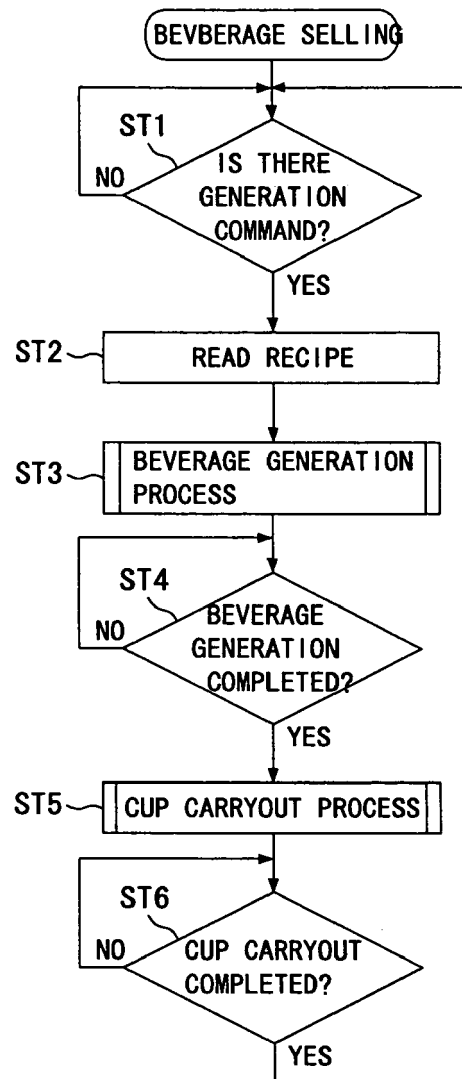 BEVBERAGE SELLING
ST1
IS THERE
GENERATION
COMMAND?
NO
YES
ST2
READ RECIPE
ST3
BEVERAGE GENERATION
PROCESS
ST4
BEVERAGE
GENERATION
COMPLETED?
NO
YES
ST5
CUP CARRYOUT PROCESS
ST6
CUP CARRYOUT
COMPLETED?
NO
YES